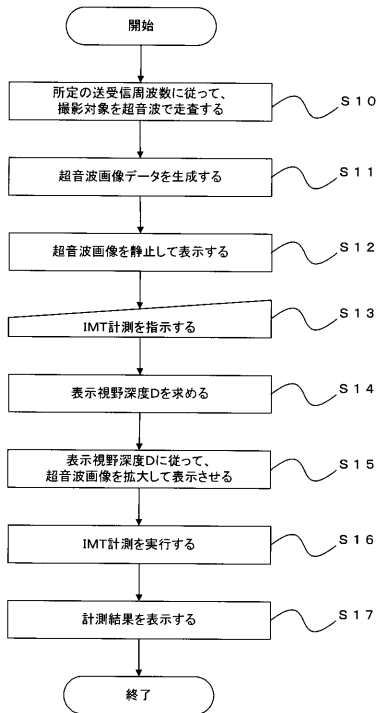 開始
所定の送受信周波数に従って、
撮影対象を超音波で走査する
S10
超音波画像データを生成する
S11
超音波画像を静止して表示する
S12
IMT計測を指示する
S13
表示視野深度Dを求める
S14
表示視野深度Dに従って、
超音波画像を拡大して表示させる
S15
IMT計測を実行する
S16
計測結果を表示する
S17
終了